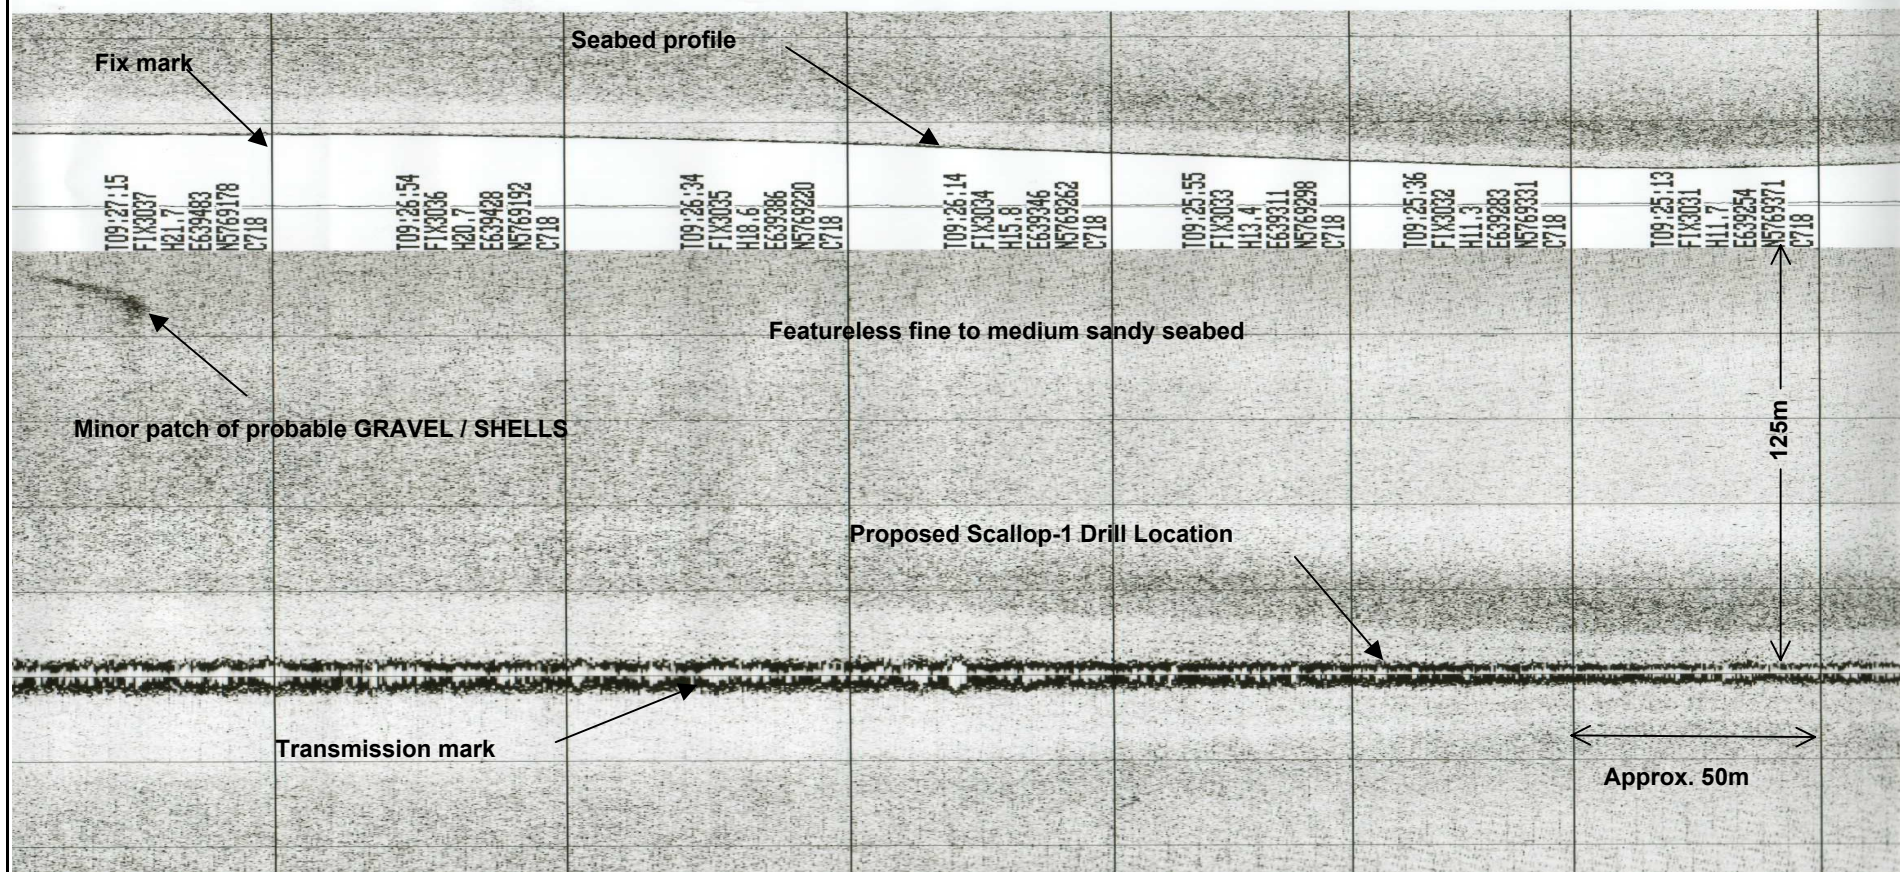 Seabed profile
Fix mark
T09:27:15
FIX3037
H21.7
E639483
N5769178
C718
T09:26:54
FIX3036
H20.7
E639428
N5769192
C718
T09:26:34
FIX3035
H18.6
E639386
N5769220
C718
T09:26:14
FIX3034
H15.8
E639346
N5769262
C718
T09:25:55
FIX3033
H13.4
E639311
N5769298
C718
T09:25:36
FIX3032
H11.3
E639283
N5769331
C718
T09:25:13
FIX3031
H11.7
E639254
N5769371
C718
Featureless fine to medium sandy seabed
Minor patch of probable GRAVEL / SHELLS
125m
Proposed Scallop-1 Drill Location
Transmission mark
Approx. 50m